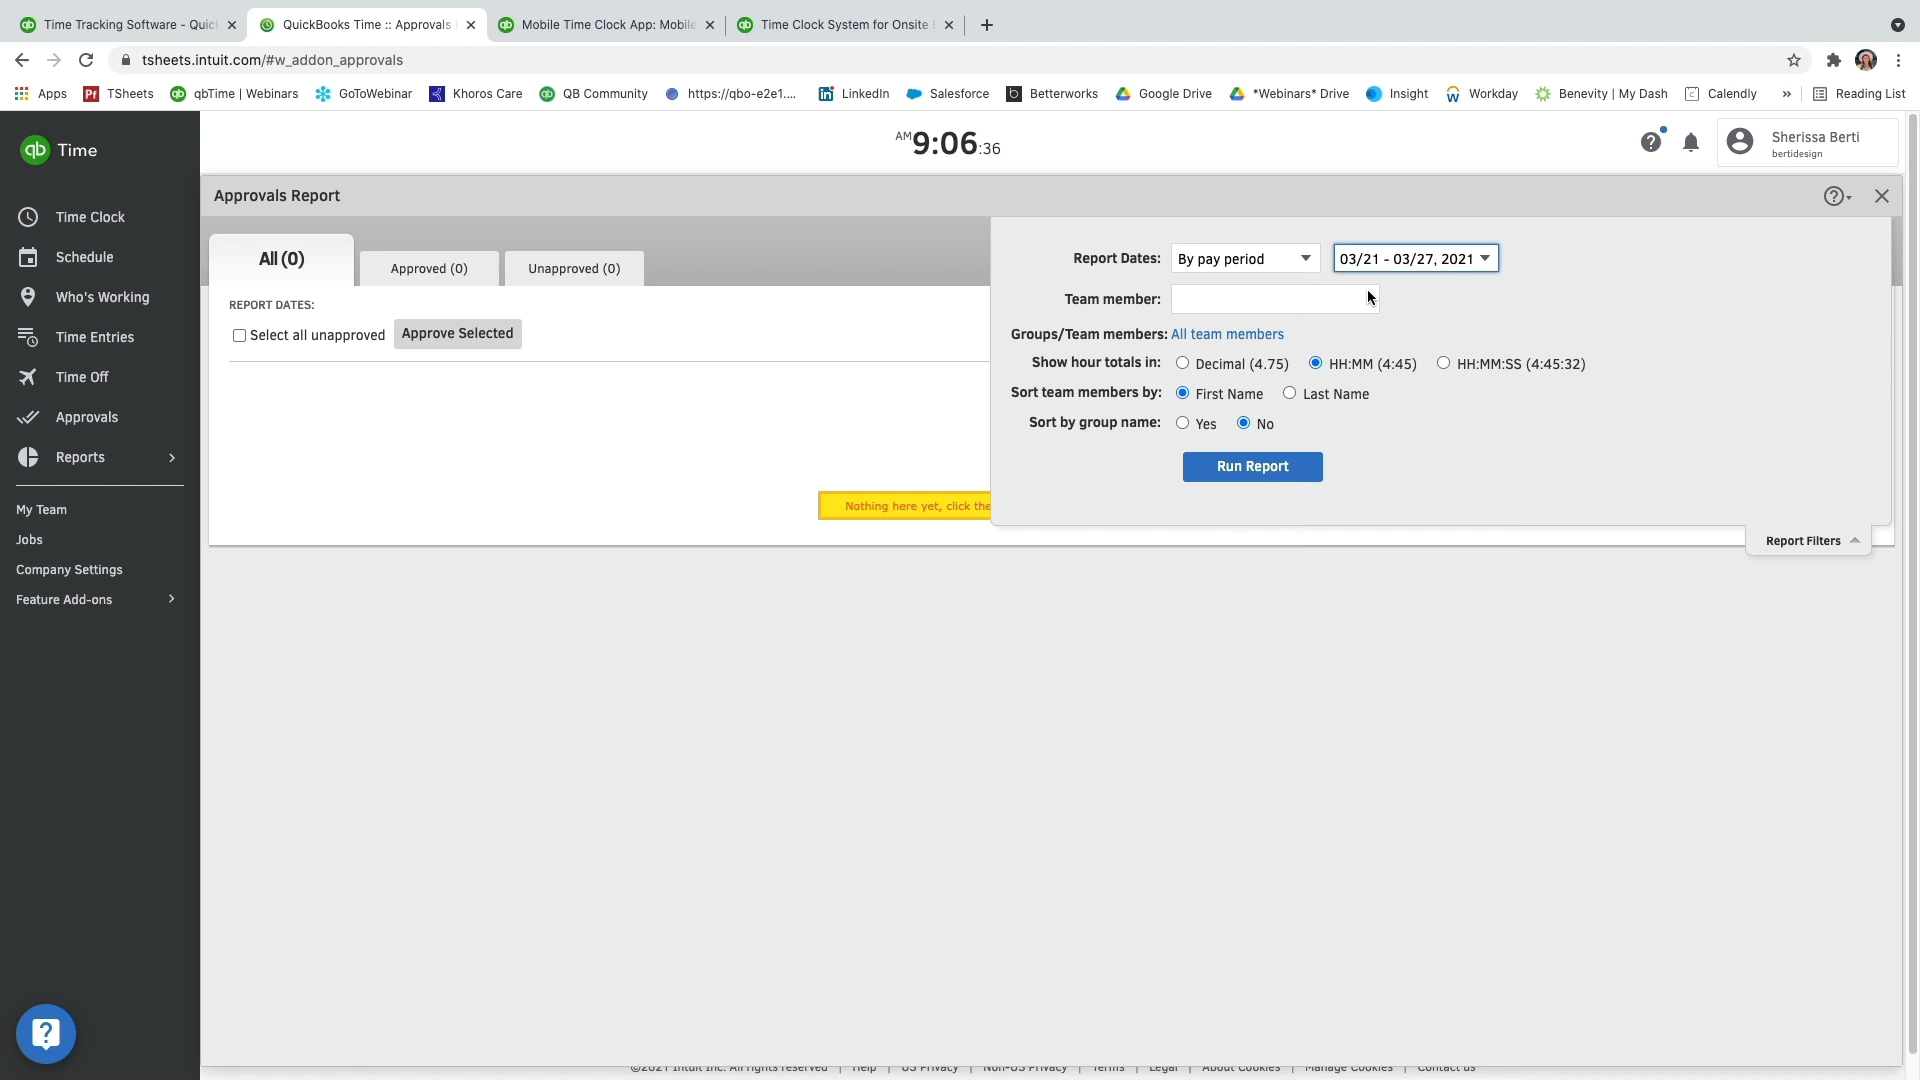 Time Tracking Software - Quic
QuickBooks Time :: Approvals
Mobile Time Clock App: Mobile
Time Clock System for Onsite E
tsheets.intuit.com/#w_addon_approvals
Apps
TSheets
qbTime | Webinars
GoToWebinar
Khoros Care
QB Community
https://qbo-e2e1....
LinkedIn
Salesforce
Betterworks
Google Drive
*Webinars* Drive
Insight
Workday
Benevity | My Dash
Calendly
»
Reading List
qb Time
AM 9:06:36
Sherissa Berti
bertidesign
Time Clock
Schedule
Who's Working
Time Entries
Time Off
Approvals
Reports
My Team
Jobs
Company Settings
Feature Add-ons
Approvals Report
All (0)
Approved (0)
Unapproved (0)
REPORT DATES:
Select all unapproved
Approve Selected
Nothing here yet, click the
Report Dates: By pay period 03/21 - 03/27, 2021
Team member:
Groups/Team members: All team members
Show hour totals in: Decimal (4.75) HH:MM (4:45) HH:MM:SS (4:45:32)
Sort team members by: First Name Last Name
Sort by group name: Yes No
Run Report
Report Filters
©2021 Intuit Inc. All rights reserved | Help | US Privacy | Non-US Privacy | Terms | Legal | About Cookies | Manage Cookies | Contact us